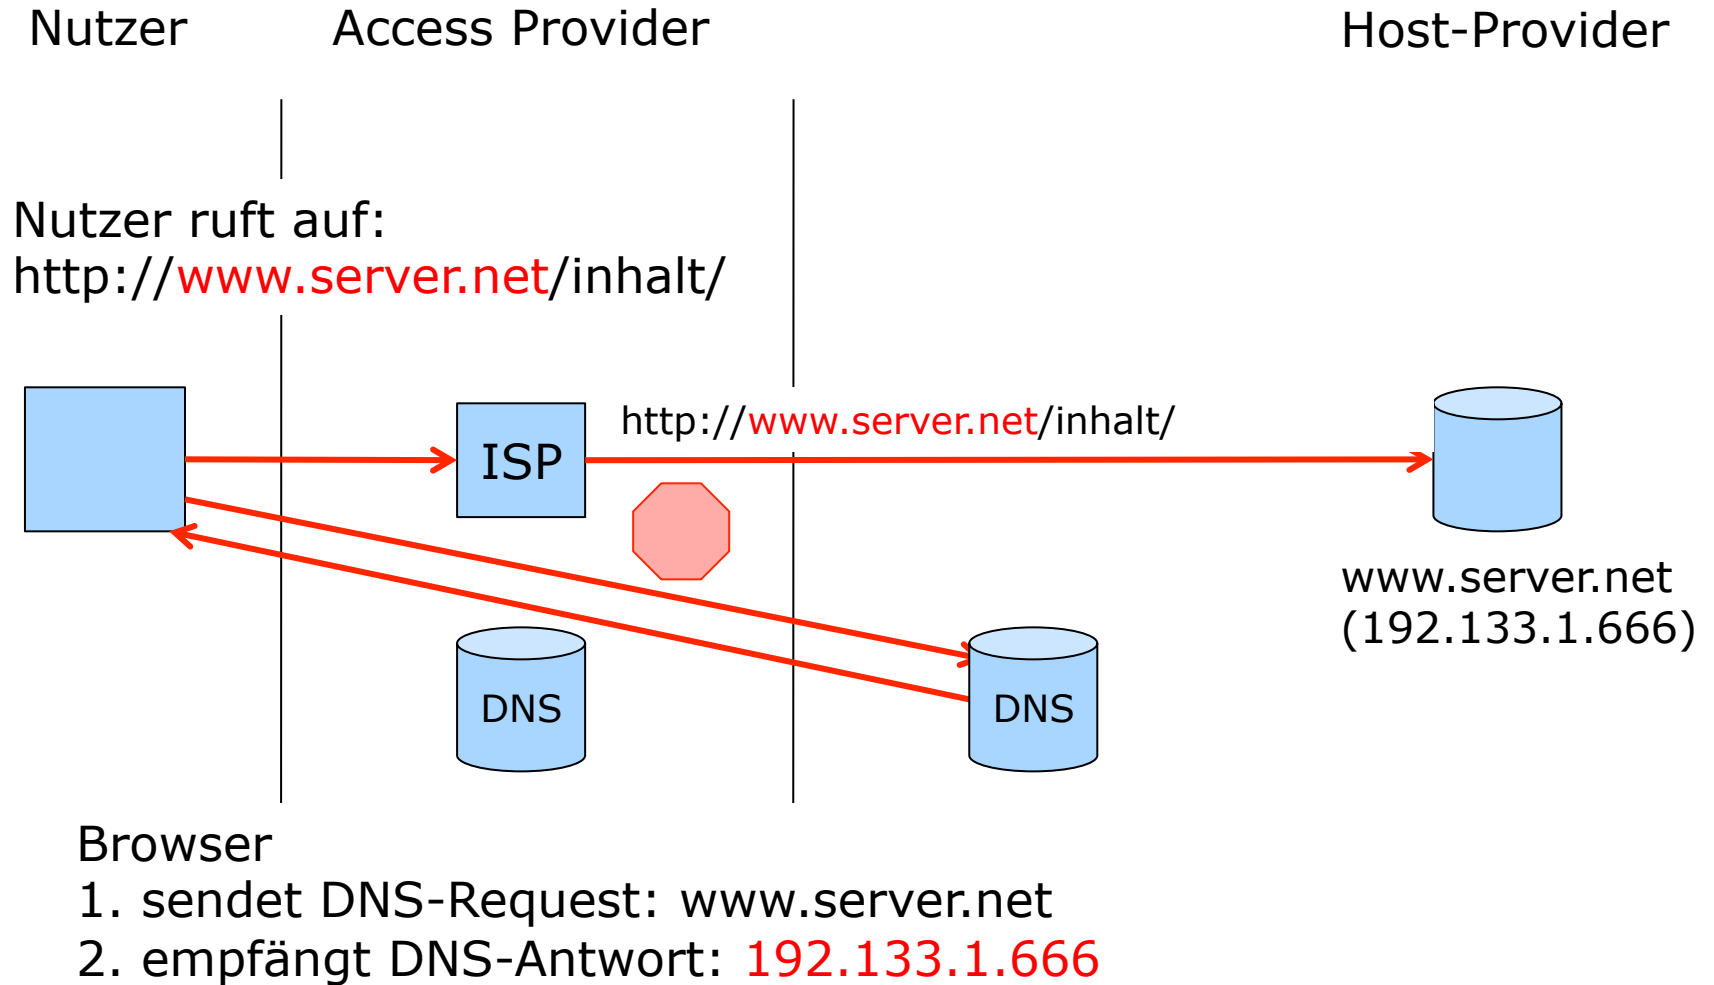 Nutzer
Access Provider
Host-Provider
Nutzer ruft auf:
http://www.server.net/inhalt/
ISP
http://www.server.net/inhalt/
www.server.net
(192.133.1.666)
DNS
DNS
Browser
1. sendet DNS-Request: www.server.net
2. empfängt DNS-Antwort: 192.133.1.666